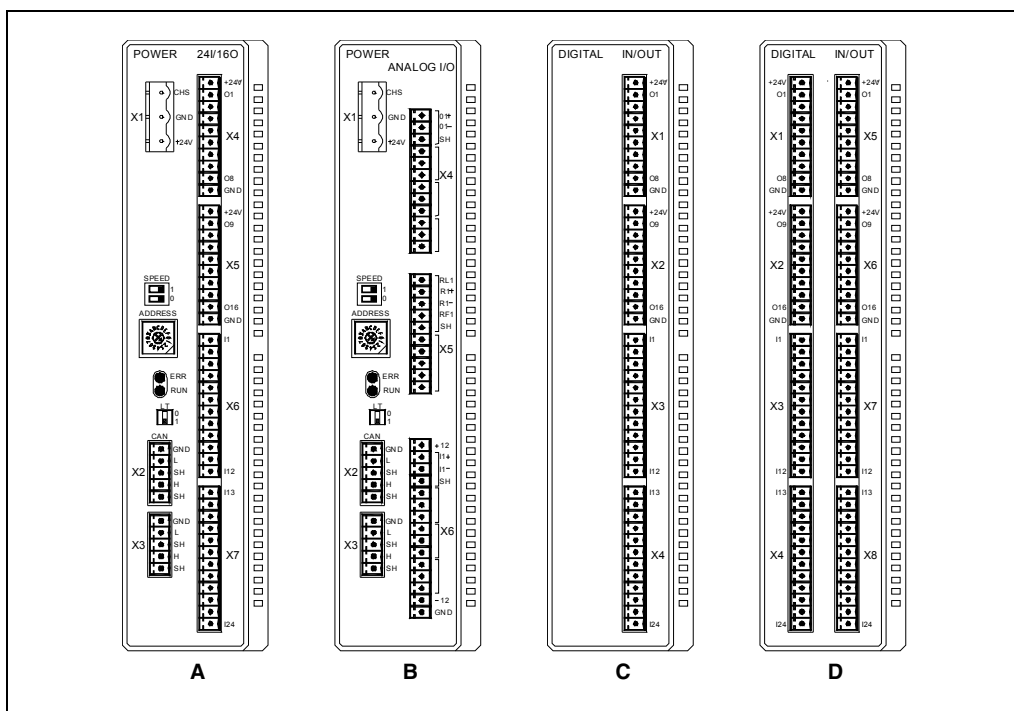 POWER 24I/16O
+24V
O1
CHS
X1
GND
+24V
X4
O8
GND
+24V
O9
X5
O16
GND
SPEED
1
0
ADDRESS
I1
ERR
RUN
X6
LT
0
1
I12
CAN
X2
GND
L
SH
H
SH
I13
X3
GND
L
SH
H
SH
X7
I24
A
POWER
ANALOG I/O
CHS
X1
GND
+24V
01+
01-
SH
X4
SPEED
1
0
ADDRESS
RL1
R1+
R1-
RF1
SH
X5
ERR
RUN
LT
0
1
CAN
X2
GND
L
SH
H
SH
+12
I1+
I1-
SH
X6
X3
GND
L
SH
H
SH
-12
GND
B
DIGITAL IN/OUT
+24V
O1
X1
O8
GND
+24V
O9
X2
O16
GND
I1
X3
I12
I13
X4
I24
C
DIGITAL IN/OUT
+24V
O1
X1
O8
GND
+24V
O9
X2
O16
GND
I1
X3
I12
I13
X4
I24
+24V
O1
X5
O8
GND
+24V
O9
X6
O16
GND
I1
X7
I12
I13
X8
I24
D